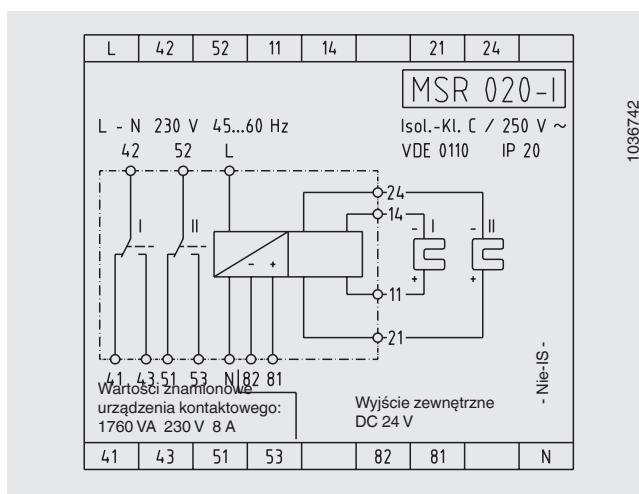 L 42 52 11 14 21 24
MSR 020-I
L - N 230 V 45...60 Hz
Isol.-Kl. C / 250 V ~
VDE 0110 IP 20
42 52 L
24
14
I II
- I - II
- +
+ +
11
21
41 43 51 53 N 82 81
Wartości znamionowe
urządzenia kontaktowego:
1760 VA 230 V 8 A
Wyjście zewnętrzne
DC 24 V
- Nie-IS -
41 43 51 53 82 81 N
1036742